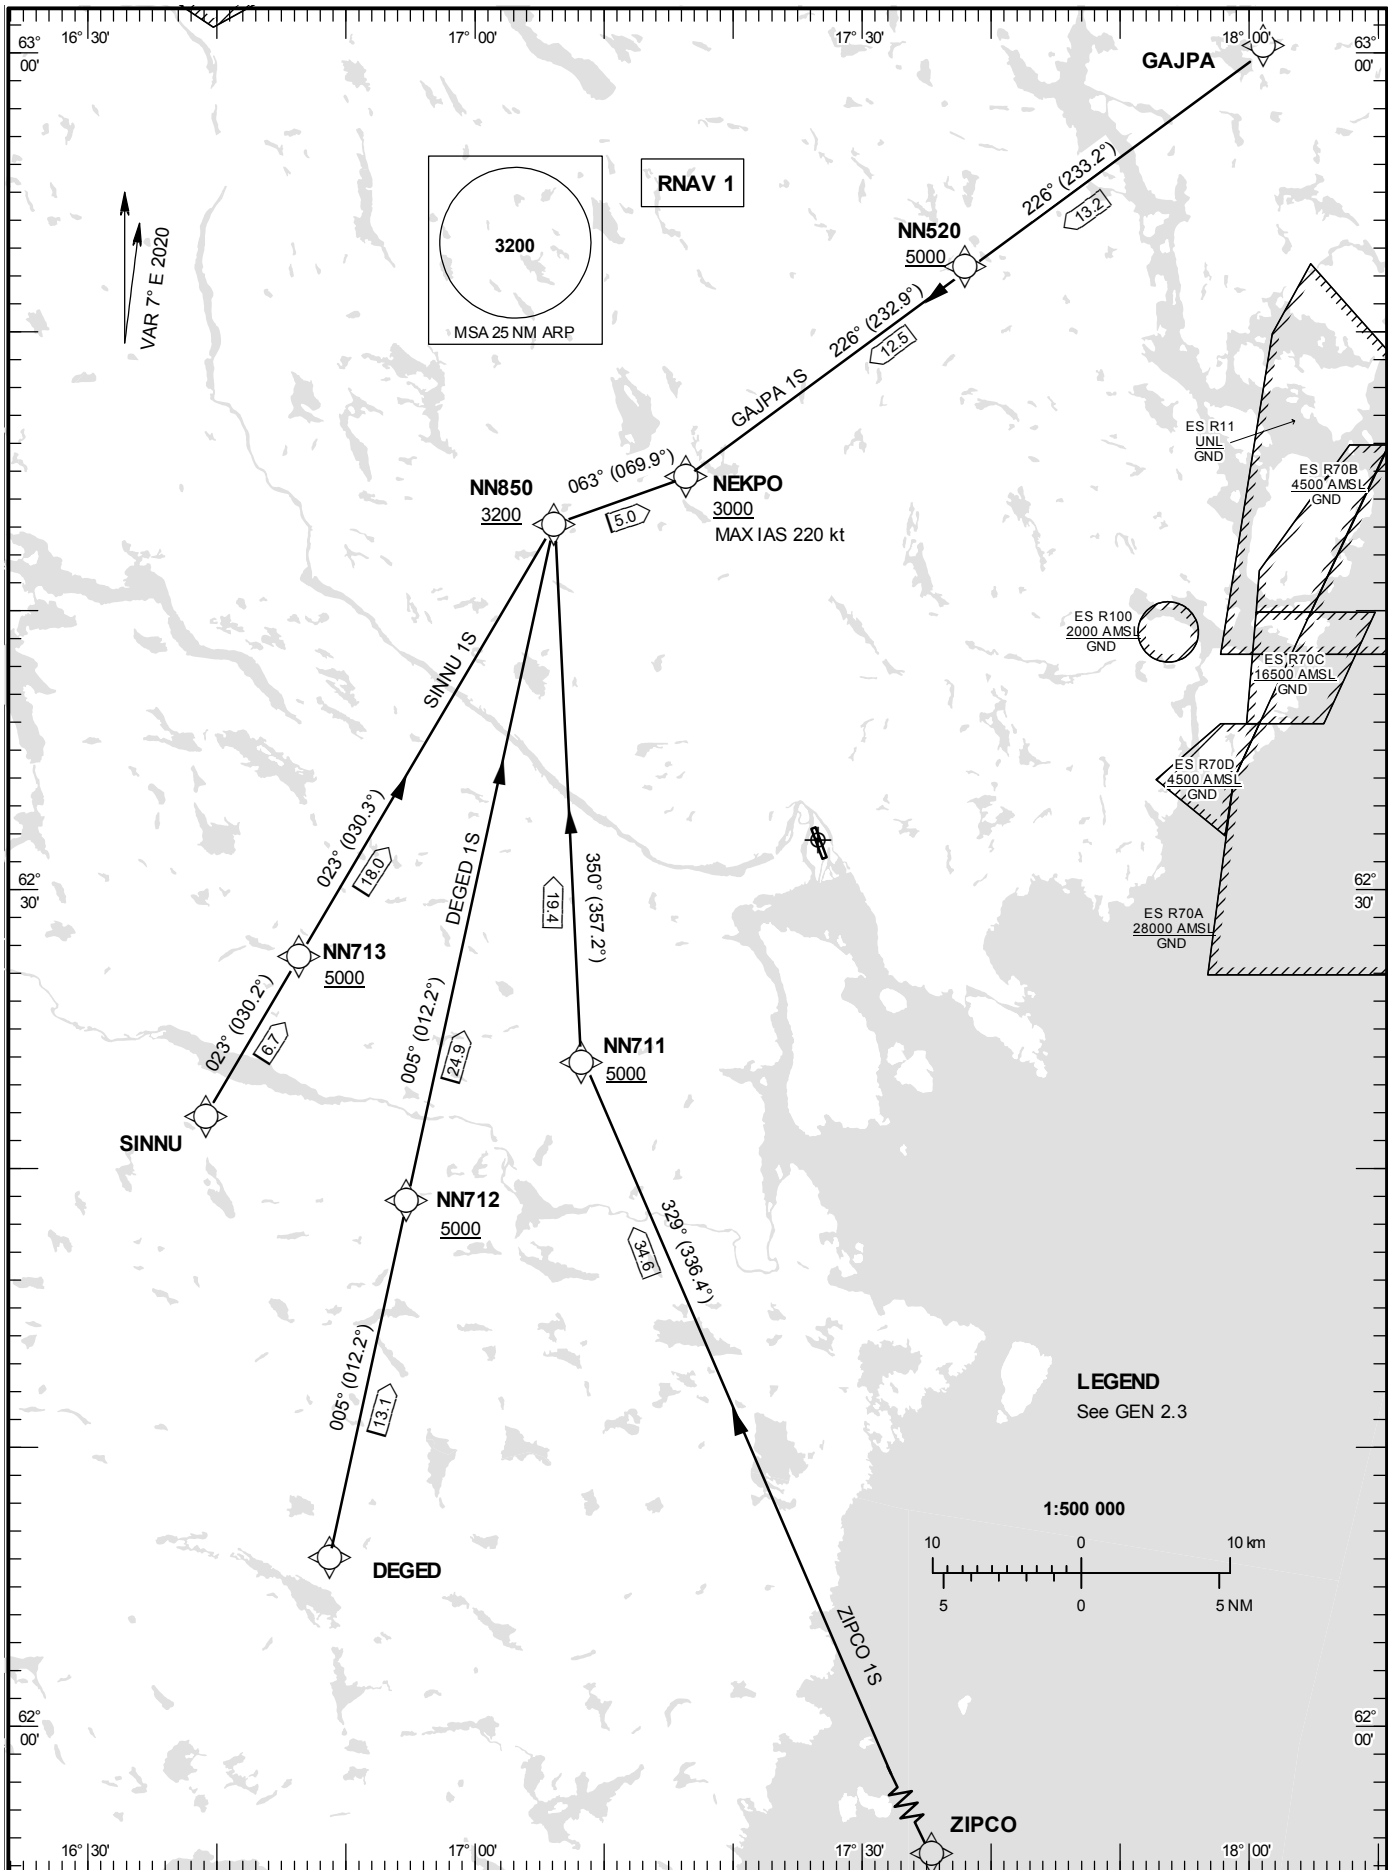 16° 30'
17° 00'
17° 30'
18° 00'
63°
00'
63°
00'
GAJPA
226° (233.2°)
13.2
RNAV 1
3200
MSA 25 NM ARP
VAR 7° E 2020
NN520
5000
226° (232.9°)
12.5
GAJPA 1S
ES R11
UNL
GND
ES R70B
4500 AMSL
GND
NN850
3200
063° (069.9°)
5.0
NEKPO
3000
MAX IAS 220 kt
ES R100
2000 AMSL
GND
ES R70C
16500 AMSL
GND
SINNU 1S
ES R70D
4500 AMSL
GND
023° (030.3°)
18.0
DEGED 1S
350° (357.2°)
19.4
62°
30'
62°
30'
ES R70A
28000 AMSL
GND
NN713
5000
023° (030.2°)
6.7
005° (012.2°)
24.9
NN711
5000
SINNU
NN712
5000
329° (336.4°)
34.6
005° (012.2°)
13.1
LEGEND
See GEN 2.3
1:500 000
10 0 10 km
5 0 5 NM
DEGED
ZIPCO 1S
62°
00'
62°
00'
ZIPCO
16° 30'
17° 00'
17° 30'
18° 00'